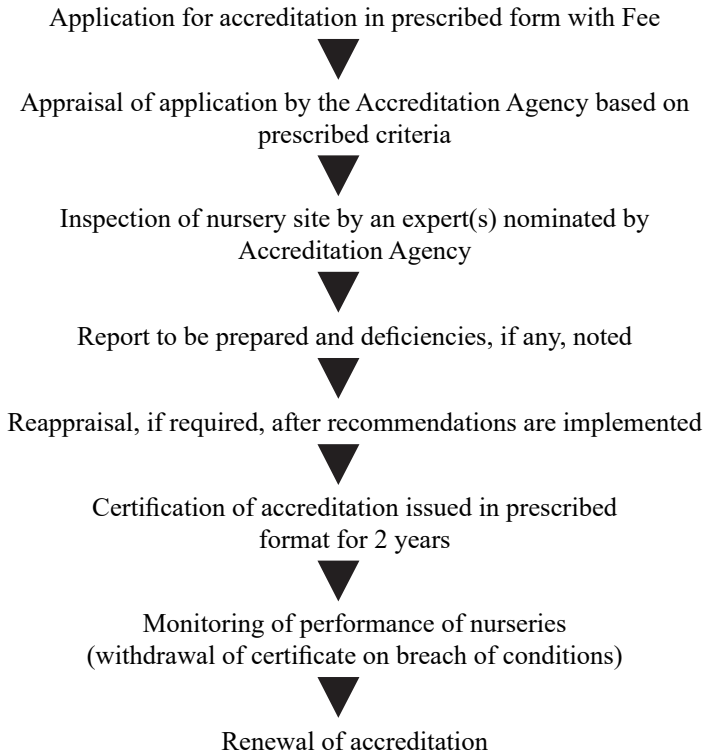 Application for accreditation in prescribed form with Fee
Appraisal of application by the Accreditation Agency based on
prescribed criteria
Inspection of nursery site by an expert(s) nominated by
Accreditation Agency
Report to be prepared and deficiencies, if any, noted
Reappraisal, if required, after recommendations are implemented
Certification of accreditation issued in prescribed
format for 2 years
Monitoring of performance of nurseries
(withdrawal of certificate on breach of conditions)
Renewal of accreditation